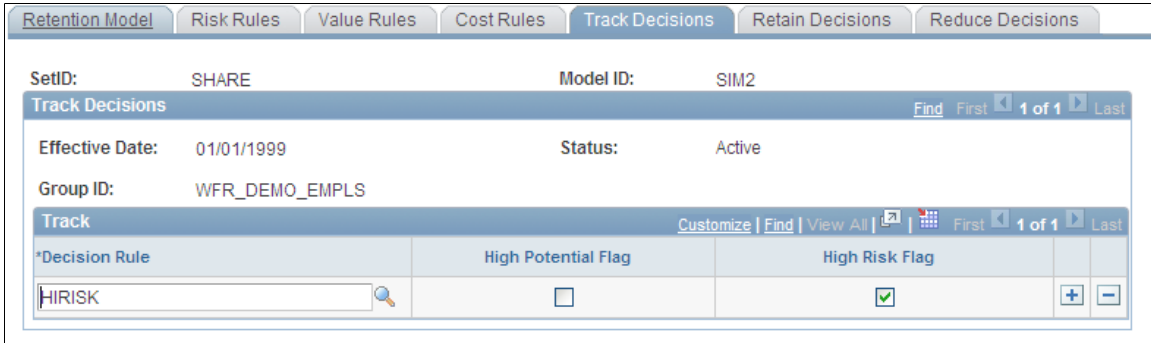 Retention Model Risk Rules Value Rules Cost Rules Track Decisions Retain Decisions Reduce Decisions
SetID: SHARE Model ID: SIM2
Track Decisions Find First 1 of 1 Last
Effective Date: 01/01/1999 Status: Active
Group ID: WFR_DEMO_EMPLS
Track Customize | Find | View All | | First 1 of 1 Last
*Decision Rule High Potential Flag High Risk Flag
HIRISK